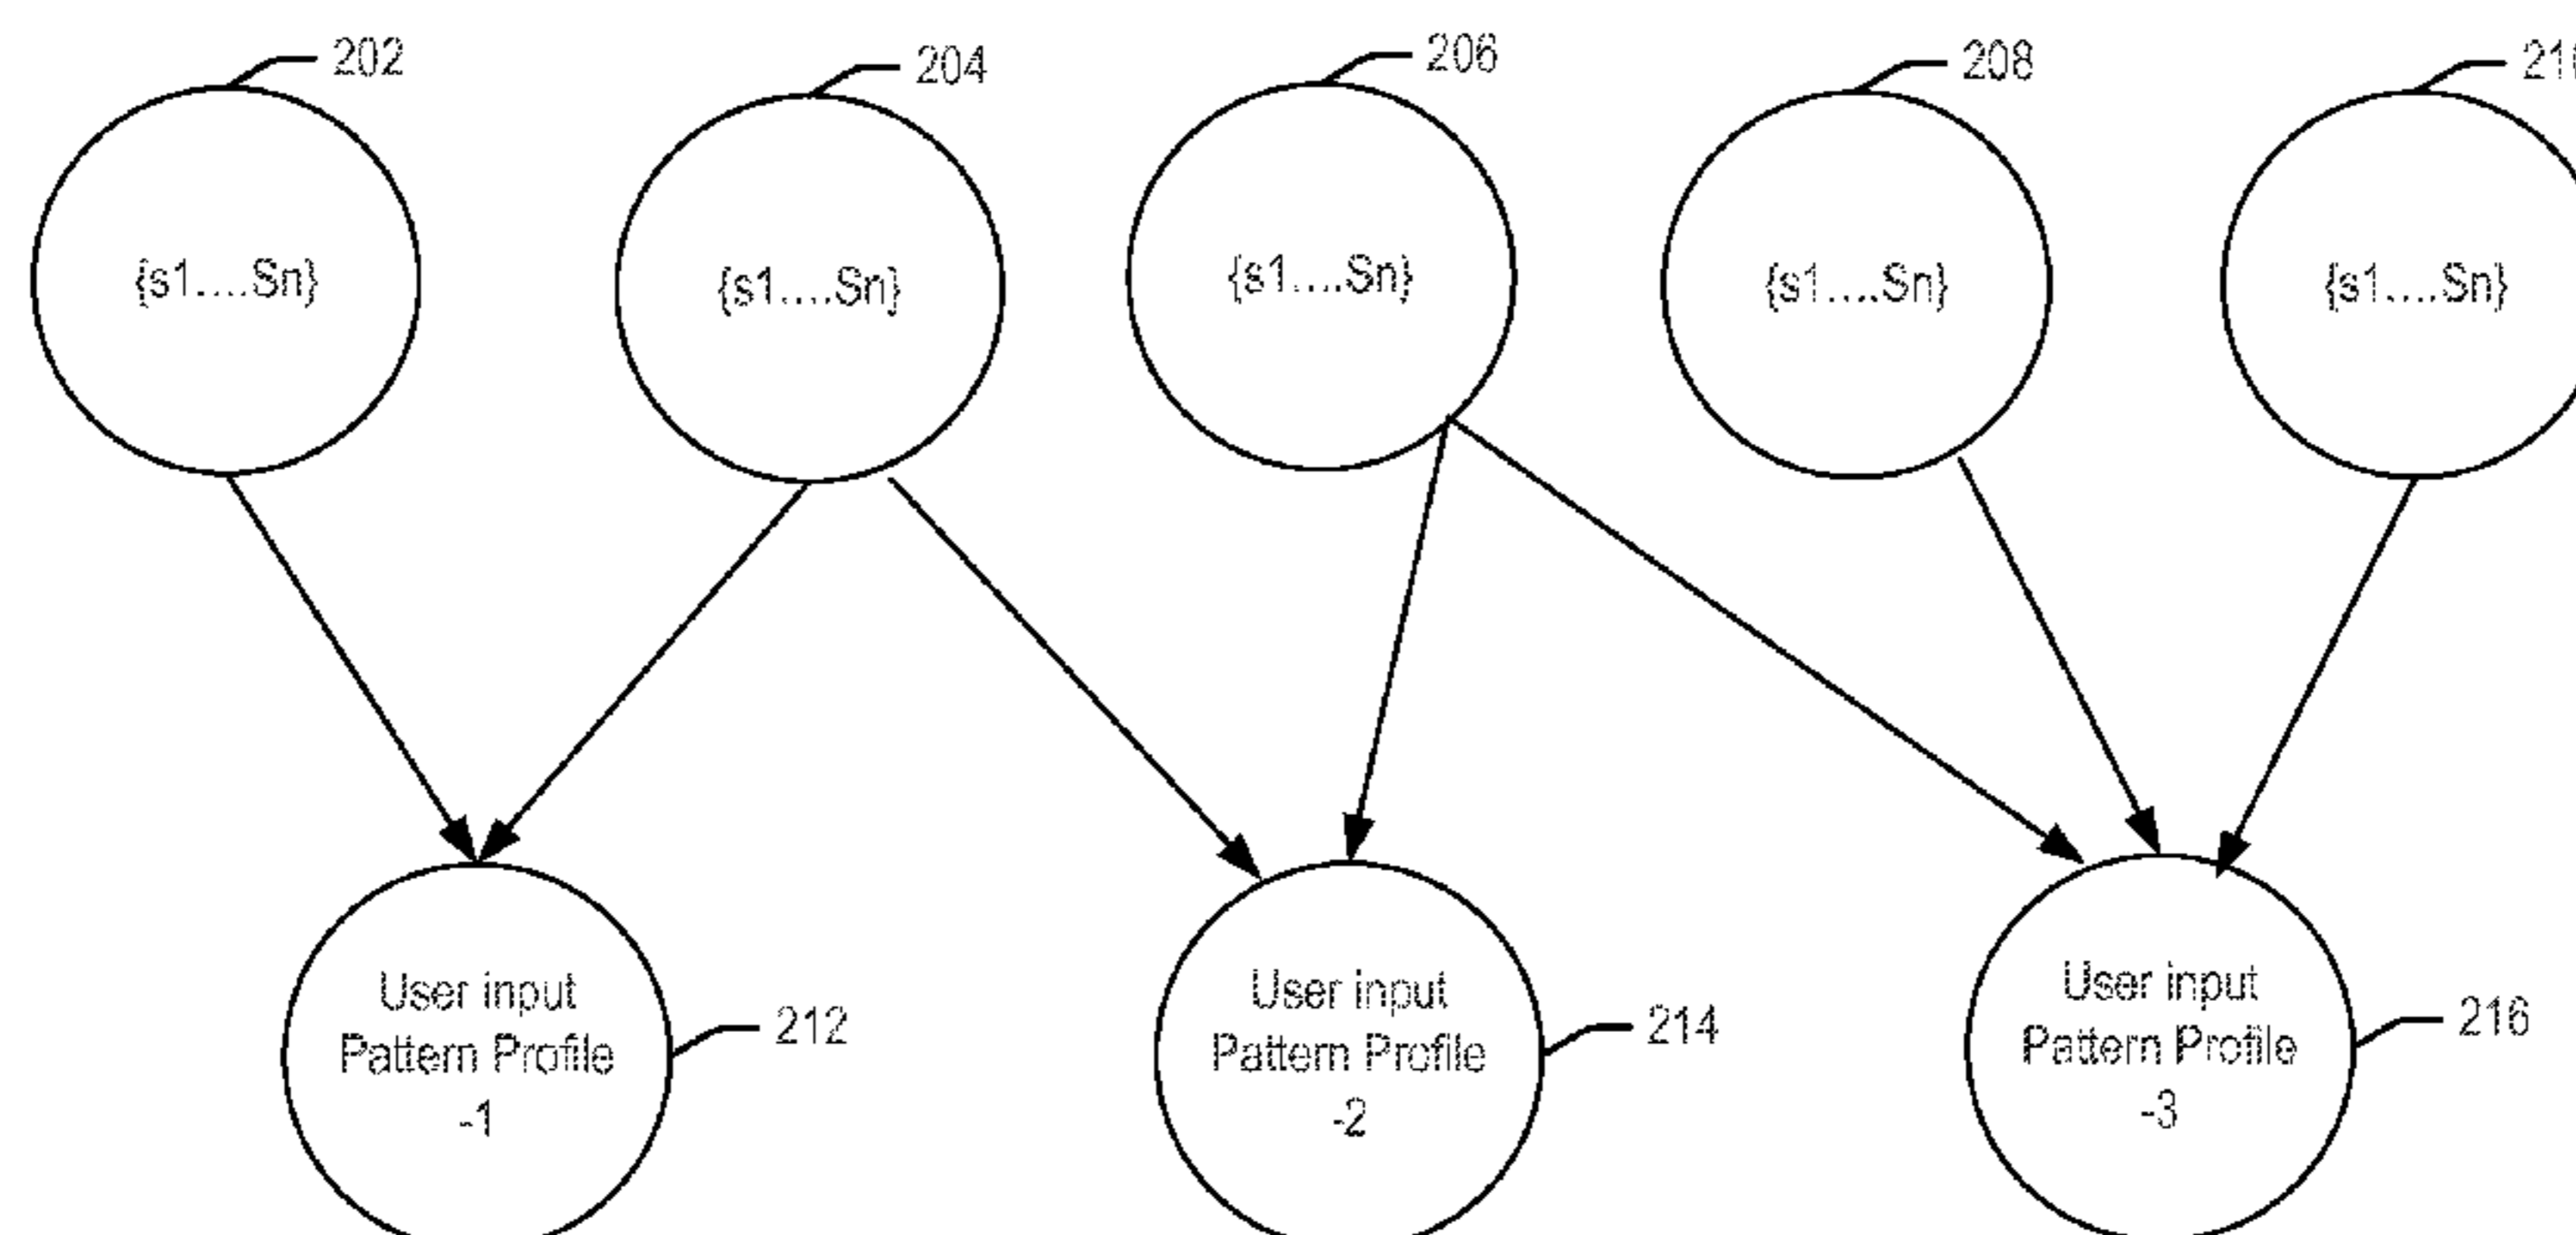 202
204
206
208
{s1....Sn}
{s1....Sn}
{s1....Sn}
{s1....Sn}
{s1....Sn}
User input
Pattern Profile
-1
212
User input
Pattern Profile
-2
214
User input
Pattern Profile
-3
216